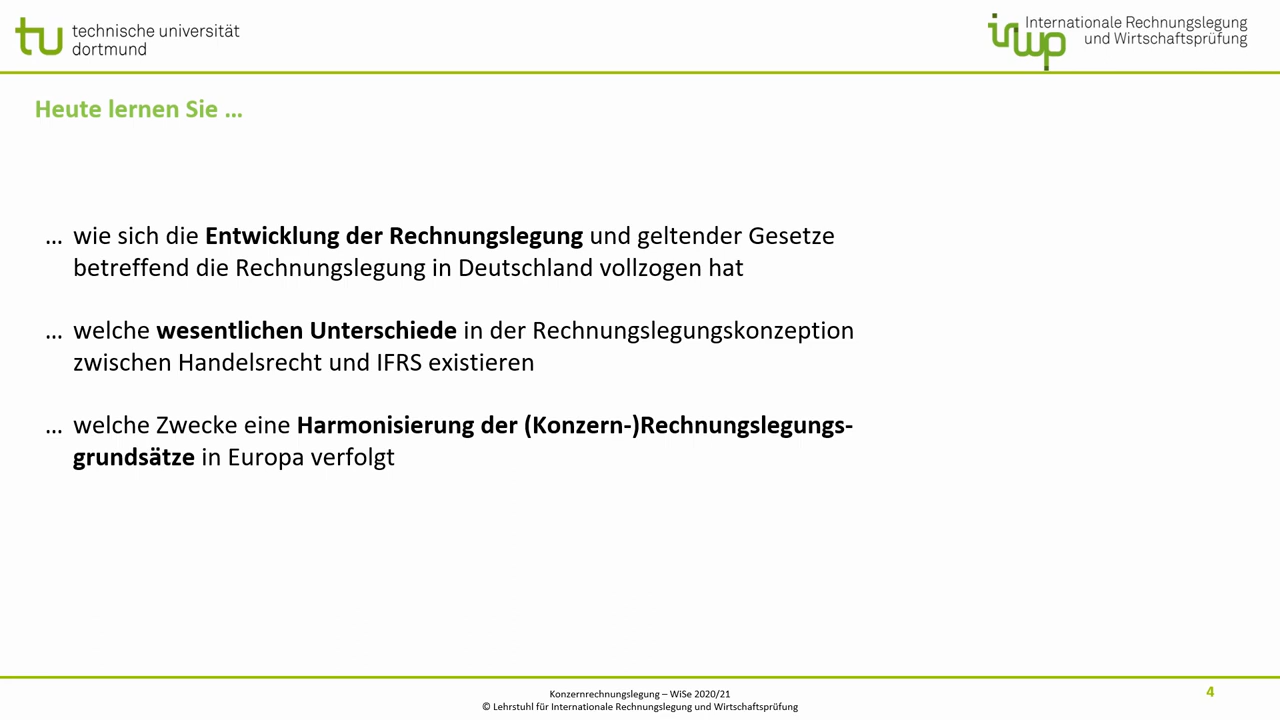 tu technische universität
dortmund
Internationale Rechnungslegung
und Wirtschaftsprüfung
irwp
Heute lernen Sie ...
... wie sich die Entwicklung der Rechnungslegung und geltender Gesetze
betreffend die Rechnungslegung in Deutschland vollzogen hat
... welche wesentlichen Unterschiede in der Rechnungslegungskonzeption
zwischen Handelsrecht und IFRS existieren
... welche Zwecke eine Harmonisierung der (Konzern-)Rechnungslegungs-
grundsätze in Europa verfolgt
Konzernrechnungslegung – WiSe 2020/21
© Lehrstuhl für Internationale Rechnungslegung und Wirtschaftsprüfung
4